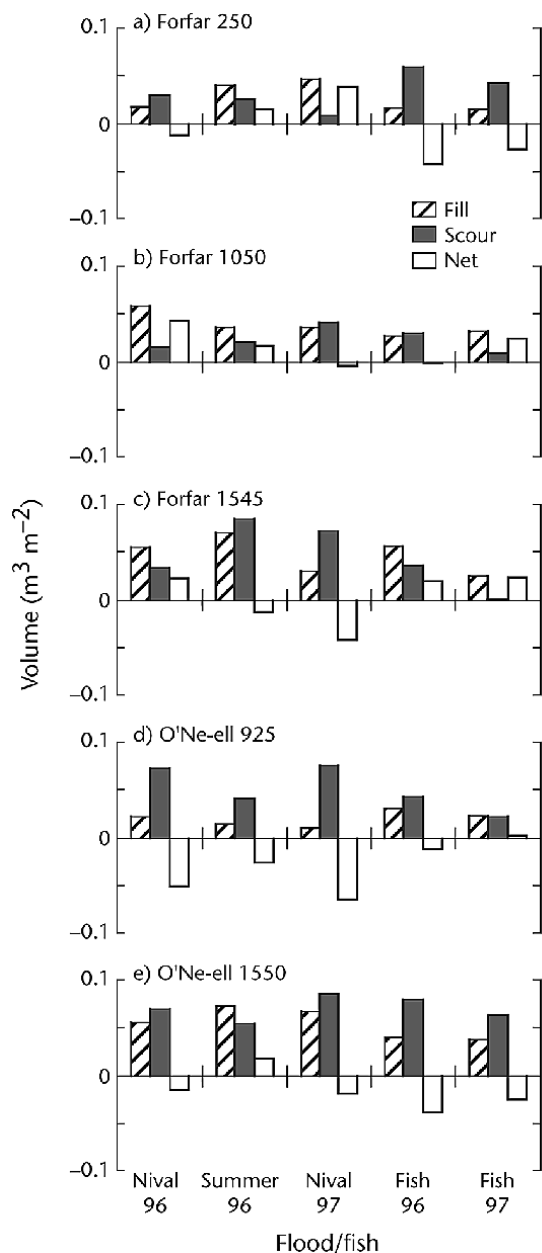 a) Forfar 250
0.1
0
−0.1
Fill
Scour
Net
b) Forfar 1050
0.1
0
−0.1
c) Forfar 1545
0.1
0
−0.1
d) O'Ne-ell 925
0.1
0
−0.1
e) O'Ne-ell 1550
0.1
0
−0.1
Volume (m³ m⁻²)
Nival Summer Nival Fish Fish
96 96 97 96 97
Flood/fish